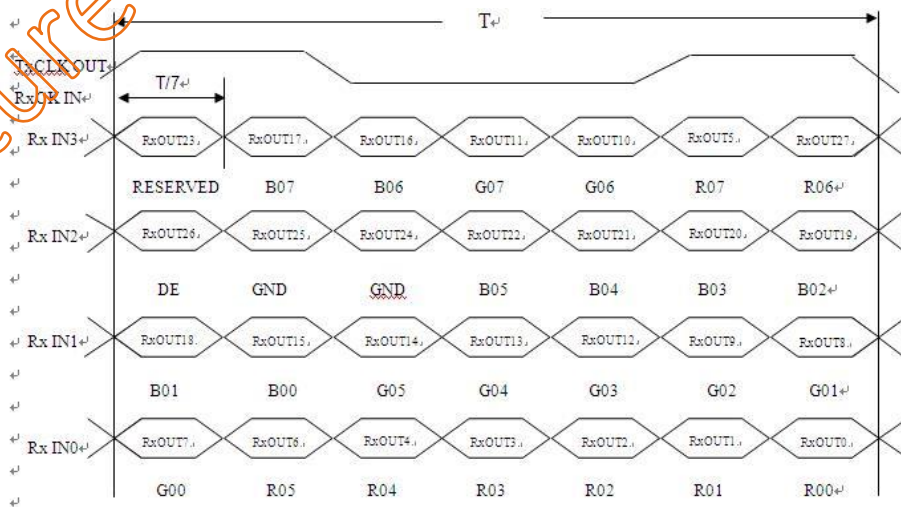 T
TxCLK OUT
T/7
RxCK IN
Rx IN3 RxOUT23 RxOUT17 RxOUT16 RxOUT11 RxOUT10 RxOUT5 RxOUT27
RESERVED B07 B06 G07 G06 R07 R06
Rx IN2 RxOUT26 RxOUT25 RxOUT24 RxOUT22 RxOUT21 RxOUT20 RxOUT19
DE GND GND B05 B04 B03 B02
Rx IN1 RxOUT18 RxOUT15 RxOUT14 RxOUT13 RxOUT12 RxOUT9 RxOUT8
B01 B00 G05 G04 G03 G02 G01
Rx IN0 RxOUT7 RxOUT6 RxOUT4 RxOUT3 RxOUT2 RxOUT1 RxOUT0
G00 R05 R04 R03 R02 R01 R00
ure